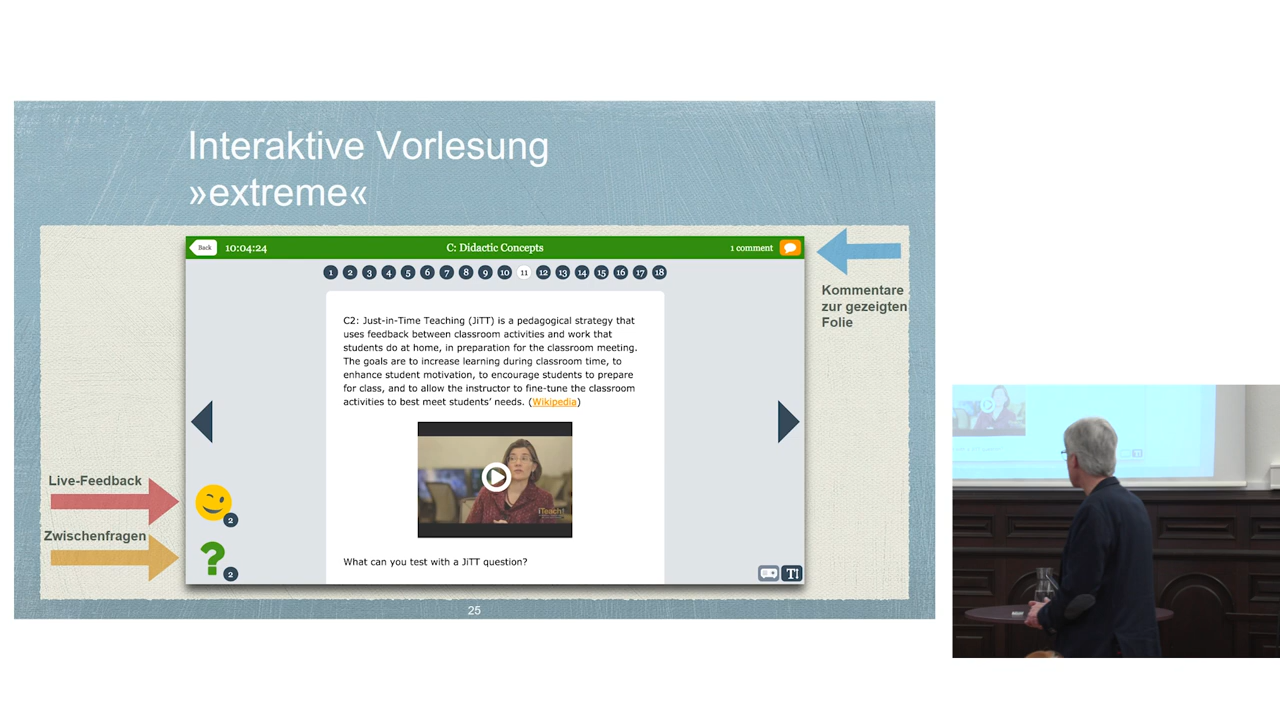 Interaktive Vorlesung
»extreme«
Back
10:04:24
C: Didactic Concepts
1 comment
1 2 3 4 5 6 7 8 9 10 11 12 13 14 15 16 17 18
Kommentare
zur gezeigten
Folie
C2: Just-in-Time Teaching (JiTT) is a pedagogical strategy that
uses feedback between classroom activities and work that
students do at home, in preparation for the classroom meeting.
The goals are to increase learning during classroom time, to
enhance student motivation, to encourage students to prepare
for class, and to allow the instructor to fine-tune the classroom
activities to best meet students' needs. (Wikipedia)
iTeach!
Live-Feedback
2
Zwischenfragen
2
What can you test with a JiTT question?
T!
25